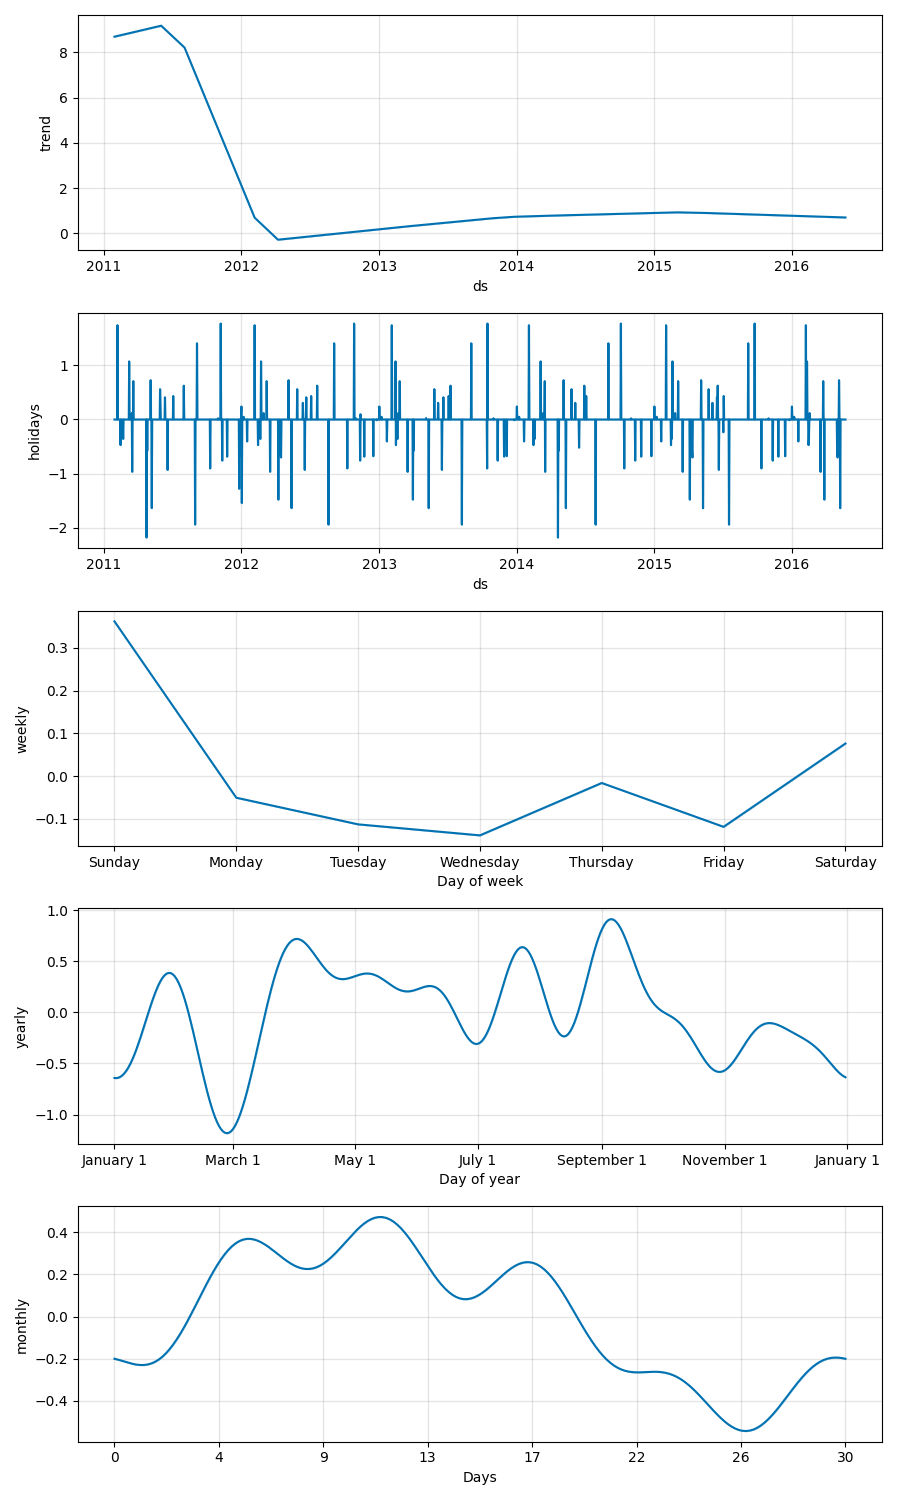 trend
8
6
4
2
0
2011 2012 2013 2014 2015 2016
ds
holidays
1
0
−1
−2
2011 2012 2013 2014 2015 2016
ds
weekly
0.3
0.2
0.1
0.0
−0.1
Sunday Monday Tuesday Wednesday Thursday Friday Saturday
Day of week
yearly
1.0
0.5
0.0
−0.5
−1.0
January 1 March 1 May 1 July 1 September 1 November 1 January 1
Day of year
monthly
0.4
0.2
0.0
−0.2
−0.4
0 4 9 13 17 22 26 30
Days